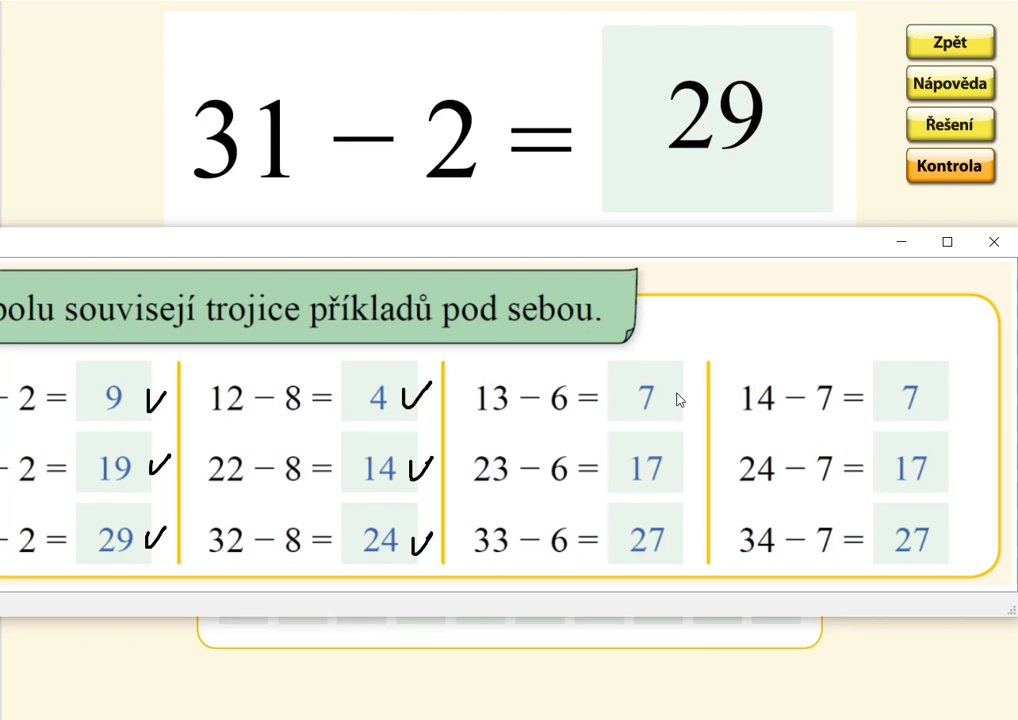 31 − 2 = 29
Zpět
Nápověda
Řešení
Kontrola
souvisejí trojice příkladů pod sebou.
− 2 = 9 12 − 8 = 4 13 − 6 = 7 14 − 7 = 7
− 2 = 19 22 − 8 = 14 23 − 6 = 17 24 − 7 = 17
− 2 = 29 32 − 8 = 24 33 − 6 = 27 34 − 7 = 27